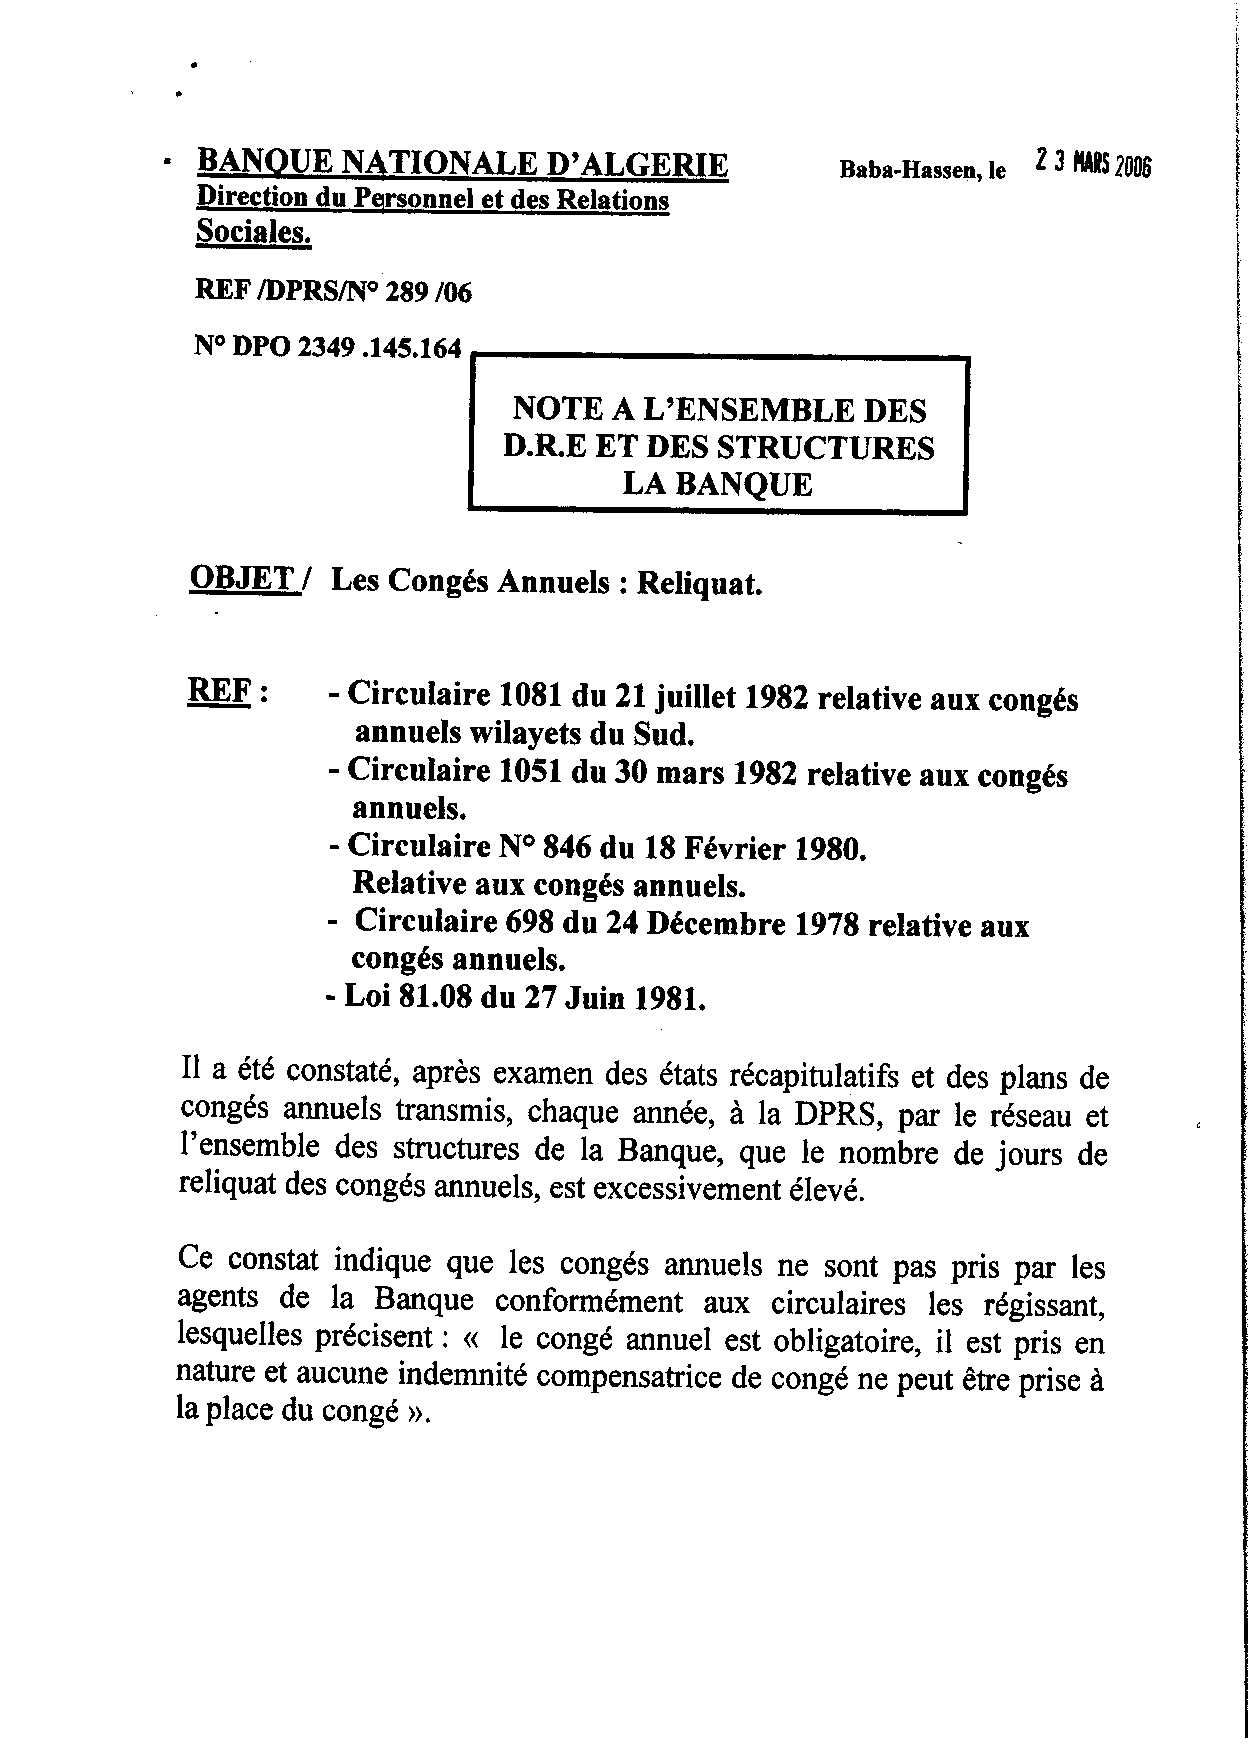 BANQUE NATIONALE D'ALGERIE
Baba-Hassen, le 23 MARS 2006
Direction du Personnel et des Relations
Sociales.
REF /DPRS/N° 289 /06
N° DPO 2349 .145.164
NOTE A L'ENSEMBLE DES
D.R.E ET DES STRUCTURES
LA BANQUE
OBJET / Les Congés Annuels : Reliquat.
REF : - Circulaire 1081 du 21 juillet 1982 relative aux congés
annuels wilayets du Sud.
- Circulaire 1051 du 30 mars 1982 relative aux congés
annuels.
- Circulaire N° 846 du 18 Février 1980.
Relative aux congés annuels.
- Circulaire 698 du 24 Décembre 1978 relative aux
congés annuels.
- Loi 81.08 du 27 Juin 1981.
Il a été constaté, après examen des états récapitulatifs et des plans de
congés annuels transmis, chaque année, à la DPRS, par le réseau et
l'ensemble des structures de la Banque, que le nombre de jours de
reliquat des congés annuels, est excessivement élevé.
Ce constat indique que les congés annuels ne sont pas pris par les
agents de la Banque conformément aux circulaires les régissant,
lesquelles précisent : « le congé annuel est obligatoire, il est pris en
nature et aucune indemnité compensatrice de congé ne peut être prise à
la place du congé ».